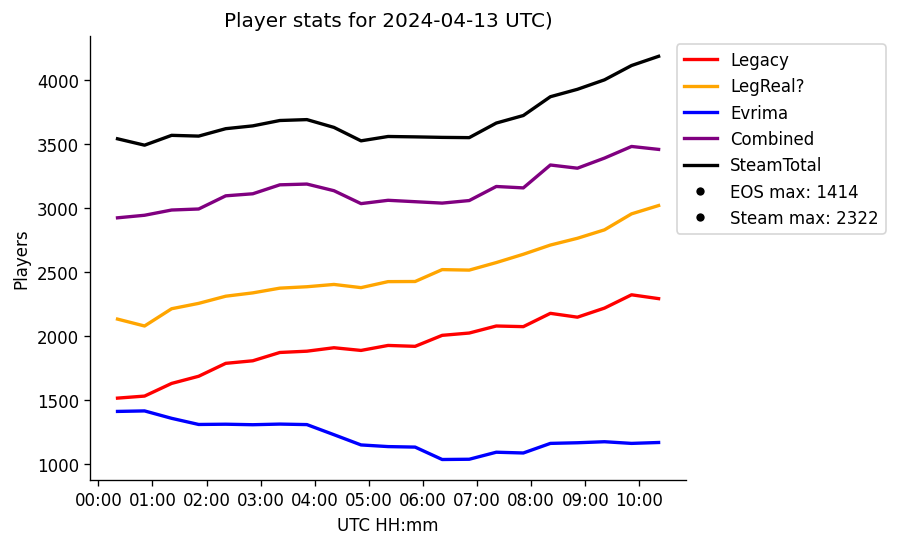 Player stats for 2024-04-13 UTC)
Players
4000
3500
3000
2500
2000
1500
1000
00:00 01:00 02:00 03:00 04:00 05:00 06:00 07:00 08:00 09:00 10:00
UTC HH:mm
Legacy
LegReal?
Evrima
Combined
SteamTotal
EOS max: 1414
Steam max: 2322